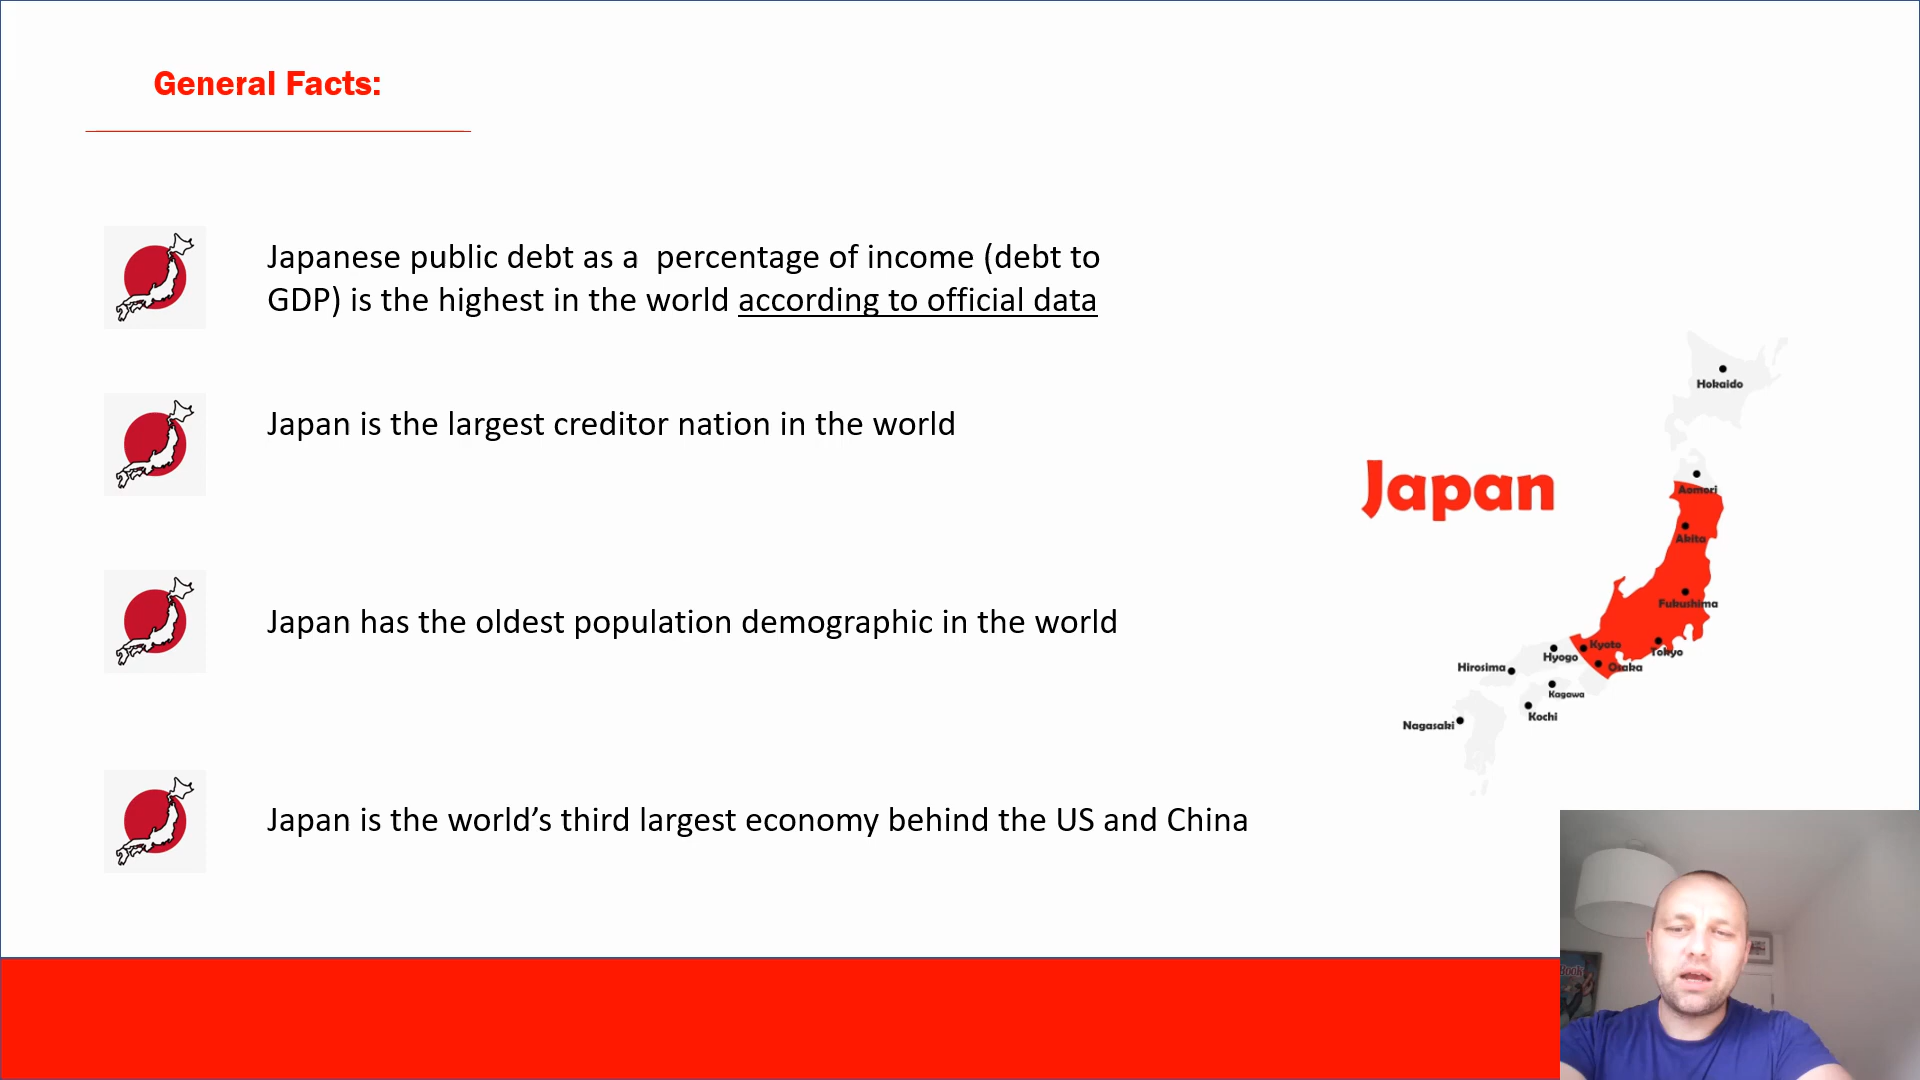 General Facts:
Japanese public debt as a  percentage of income (debt to
GDP) is the highest in the world according to official data
Japan is the largest creditor nation in the world
Japan has the oldest population demographic in the world
Japan is the world’s third largest economy behind the US and China
Japan
Hokaido
Aomori
Akita
Fukushima
Kyoto
Tokyo
Hyogo
Osaka
Hirosima
Kagawa
Kochi
Nagasaki
Book